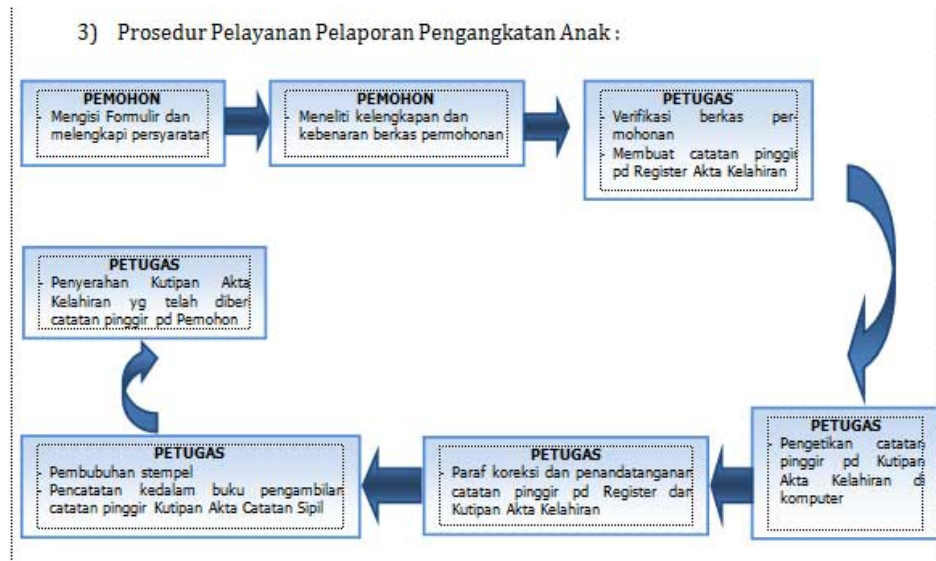 3) Prosedur Pelayanan Pelaporan Pengangkatan Anak :
PEMOHON
- Mengisi Formulir dan
melengkapi persyaratan
PEMOHON
- Meneliti kelengkapan dan
kebenaran berkas permohonan
PETUGAS
- Verifikasi berkas per-
mohonan
- Membuat catatan pinggir
pd Register Akta Kelahiran
PETUGAS
- Pengetikan catatan
pinggir pd Kutipan
Akta Kelahiran di
komputer
PETUGAS
- Paraf koreksi dan penandatanganan
catatan pinggir pd Register dan
Kutipan Akta Kelahiran
PETUGAS
- Pembubuhan stempel
- Pencatatan kedalam buku pengambilan
catatan pinggir Kutipan Akta Catatan Sipil
PETUGAS
- Penyerahan Kutipan Akta
Kelahiran yg telah diberi
catatan pinggir pd Pemohon